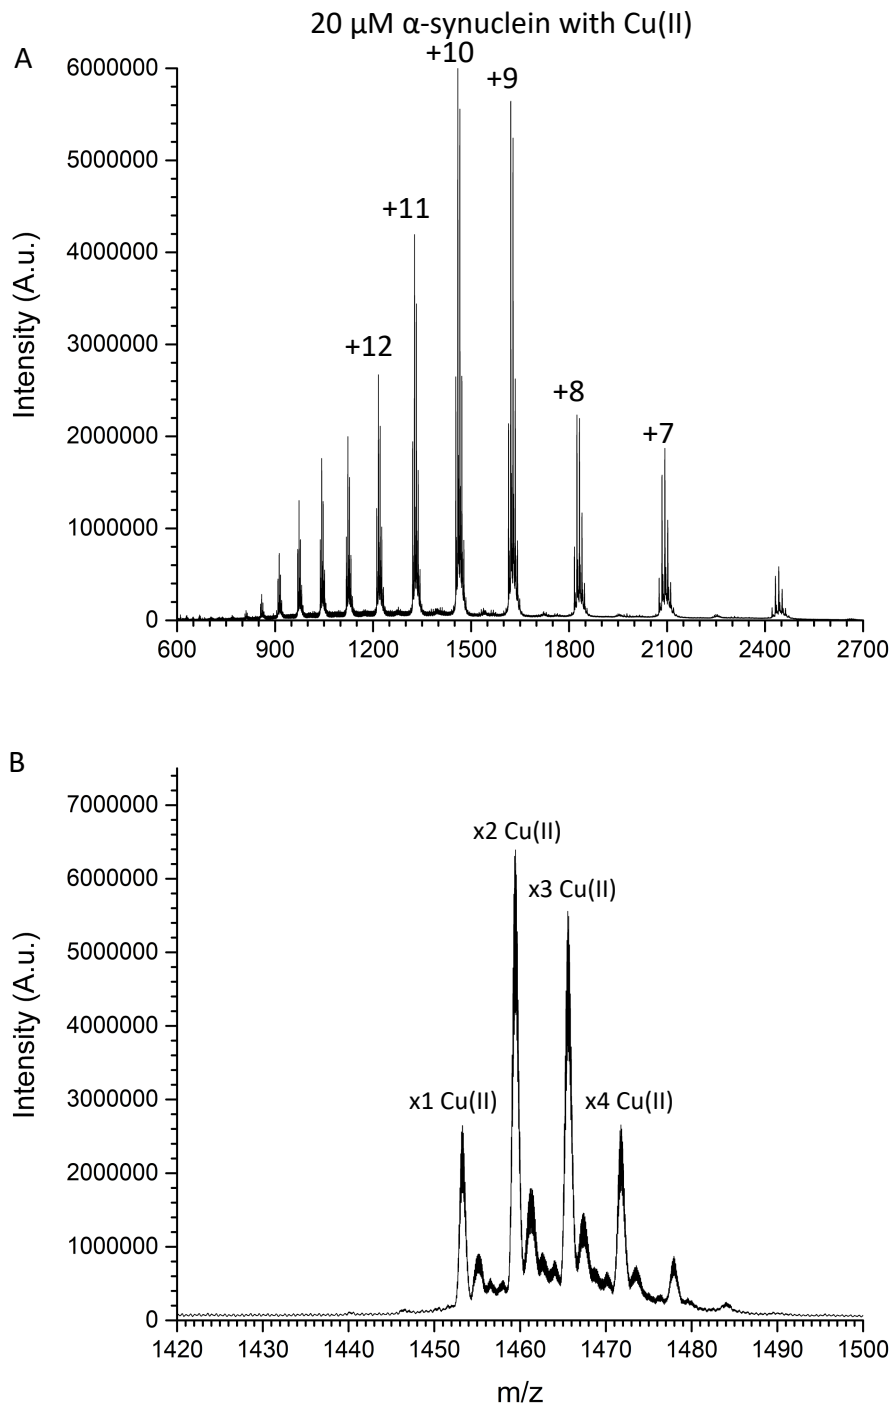 20 µM α-synuclein with Cu(II)
A
+10
+9
+11
+12
+8
+7
6000000
5000000
4000000
3000000
2000000
1000000
0
Intensity (A.u.)
600 900 1200 1500 1800 2100 2400 2700
B
x2 Cu(II)
x3 Cu(II)
x1 Cu(II)
x4 Cu(II)
7000000
6000000
5000000
4000000
3000000
2000000
1000000
0
Intensity (A.u.)
1420 1430 1440 1450 1460 1470 1480 1490 1500
m/z